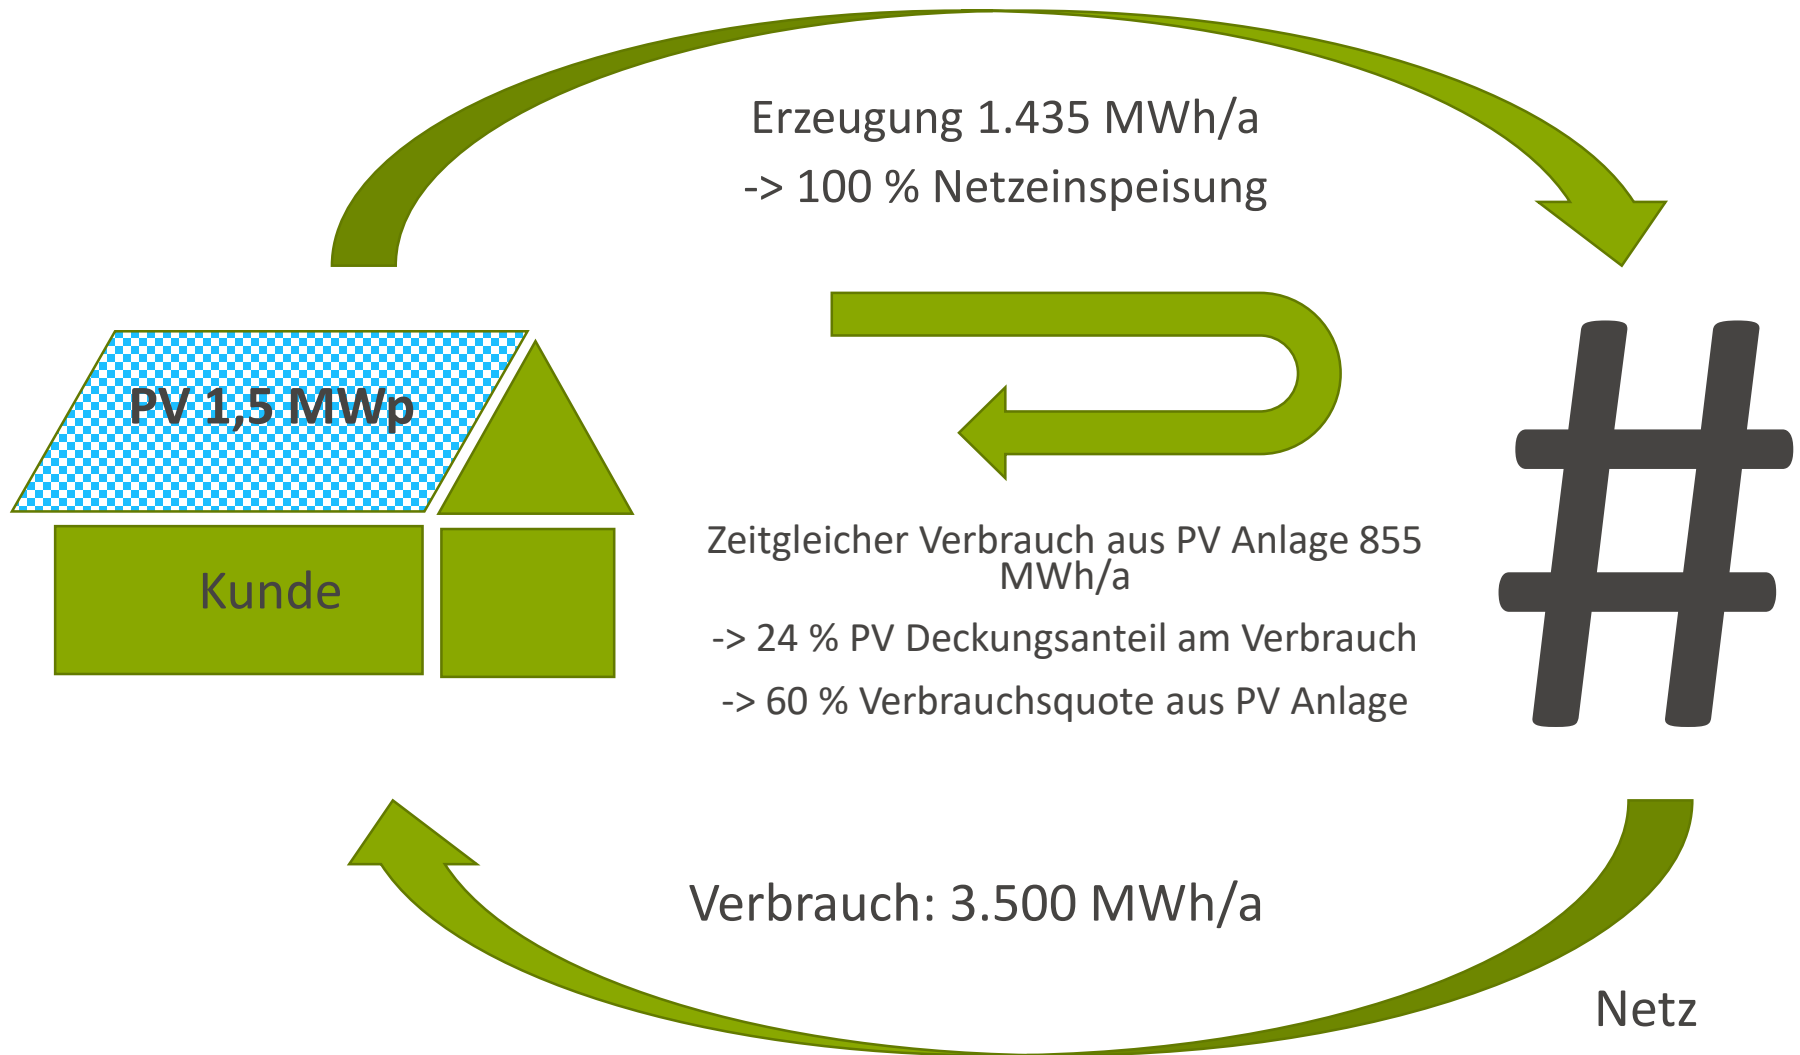 Erzeugung 1.435 MWh/a
-> 100 % Netzeinspeisung
PV 1,5 MWp
Kunde
Zeitgleicher Verbrauch aus PV Anlage 855
MWh/a
-> 24 % PV Deckungsanteil am Verbrauch
-> 60 % Verbrauchsquote aus PV Anlage
Verbrauch: 3.500 MWh/a
Netz